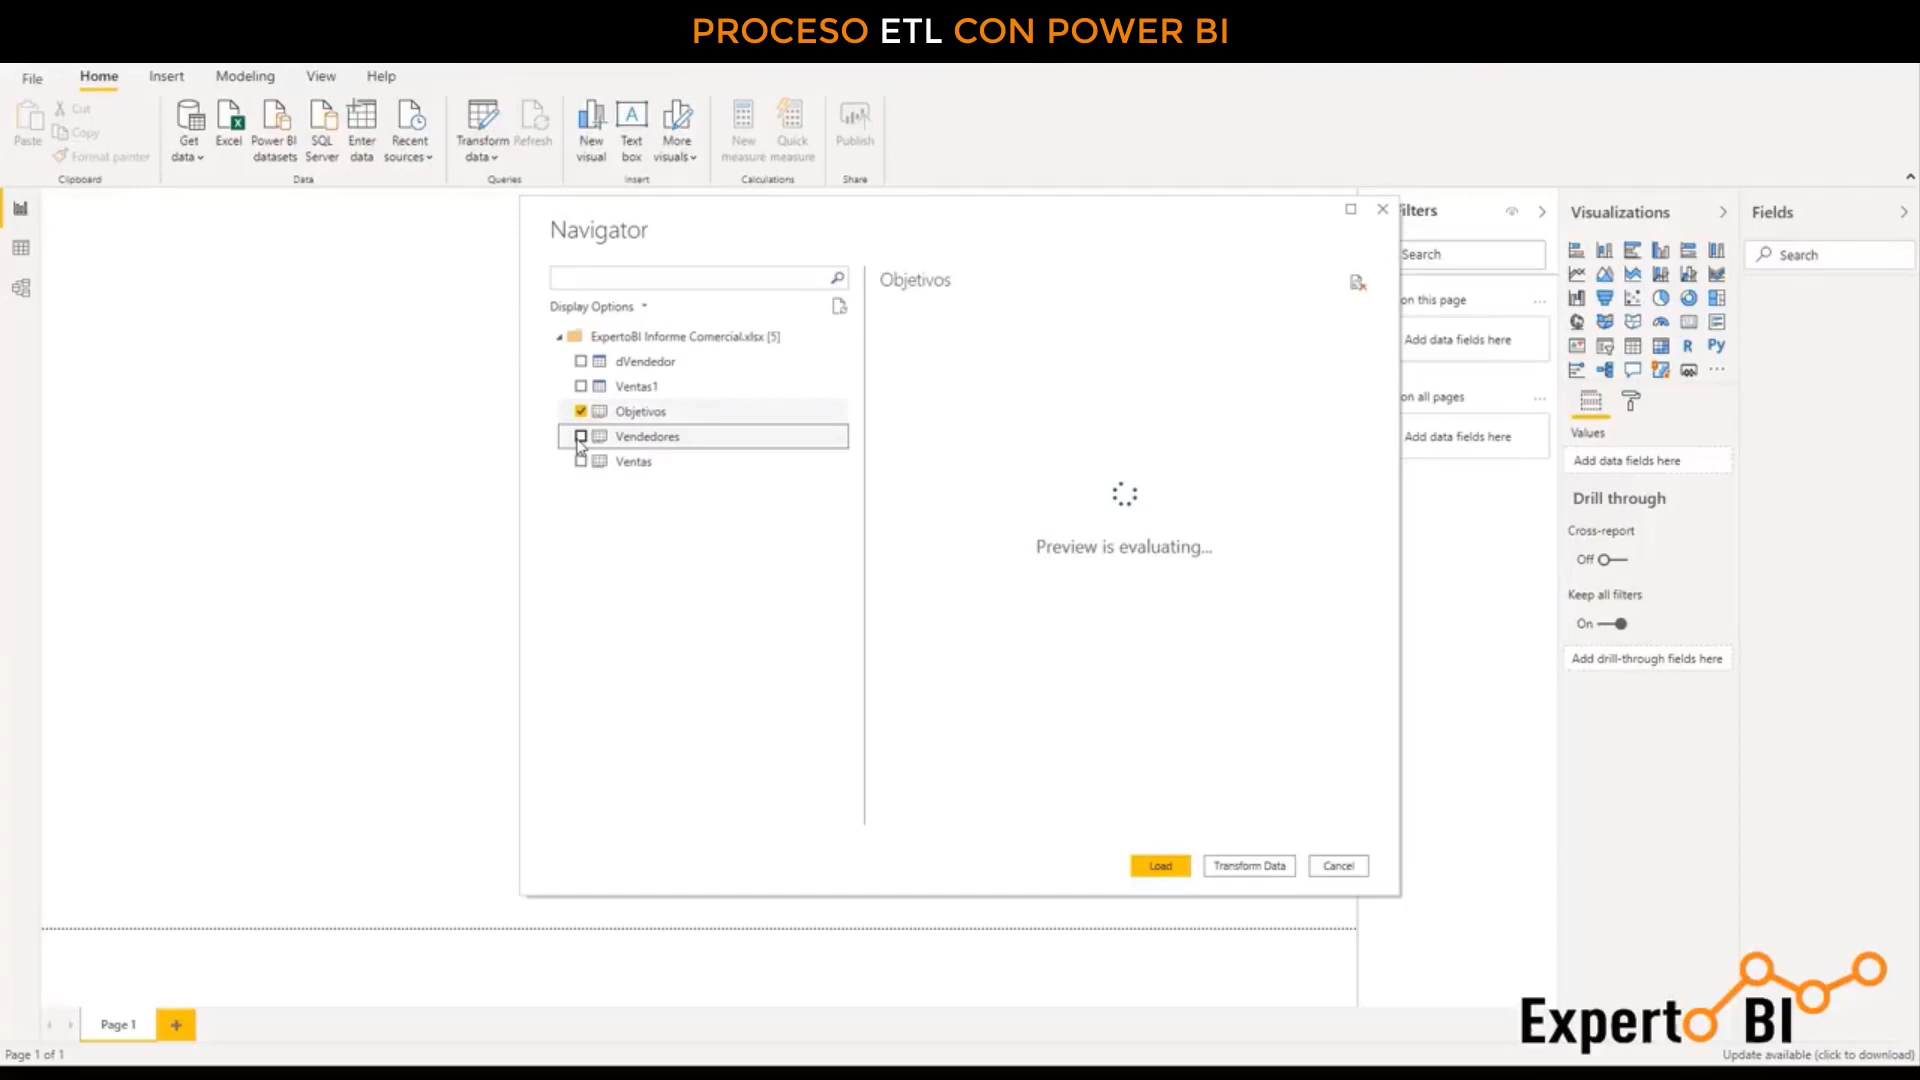 PROCESO ETL CON POWER BI
File Home Insert Modeling View Help
Paste
Cut
Copy
Format painter
Clipboard
Get data
Excel
Power BI datasets
SQL Server
Enter data
Recent sources
Data
Transform data
Refresh
Queries
New visual
Text box
More visuals
Insert
New measure
Quick measure
Calculations
Publish
Share
Navigator
Display Options
ExpertoBI Informe Comercial.xlsx [5]
dVendedor
Ventas1
Objetivos
Vendedores
Ventas
Objetivos
Preview is evaluating...
Load
Transform Data
Cancel
ilters
Search
on this page
...
Add data fields here
on all pages
...
Add data fields here
Visualizations
R Py
...
Values
Add data fields here
Drill through
Cross-report
Off
Keep all filters
On
Add drill-through fields here
Fields
Search
Page 1
+
Page 1 of 1
Experto BI
Update available (click to download)